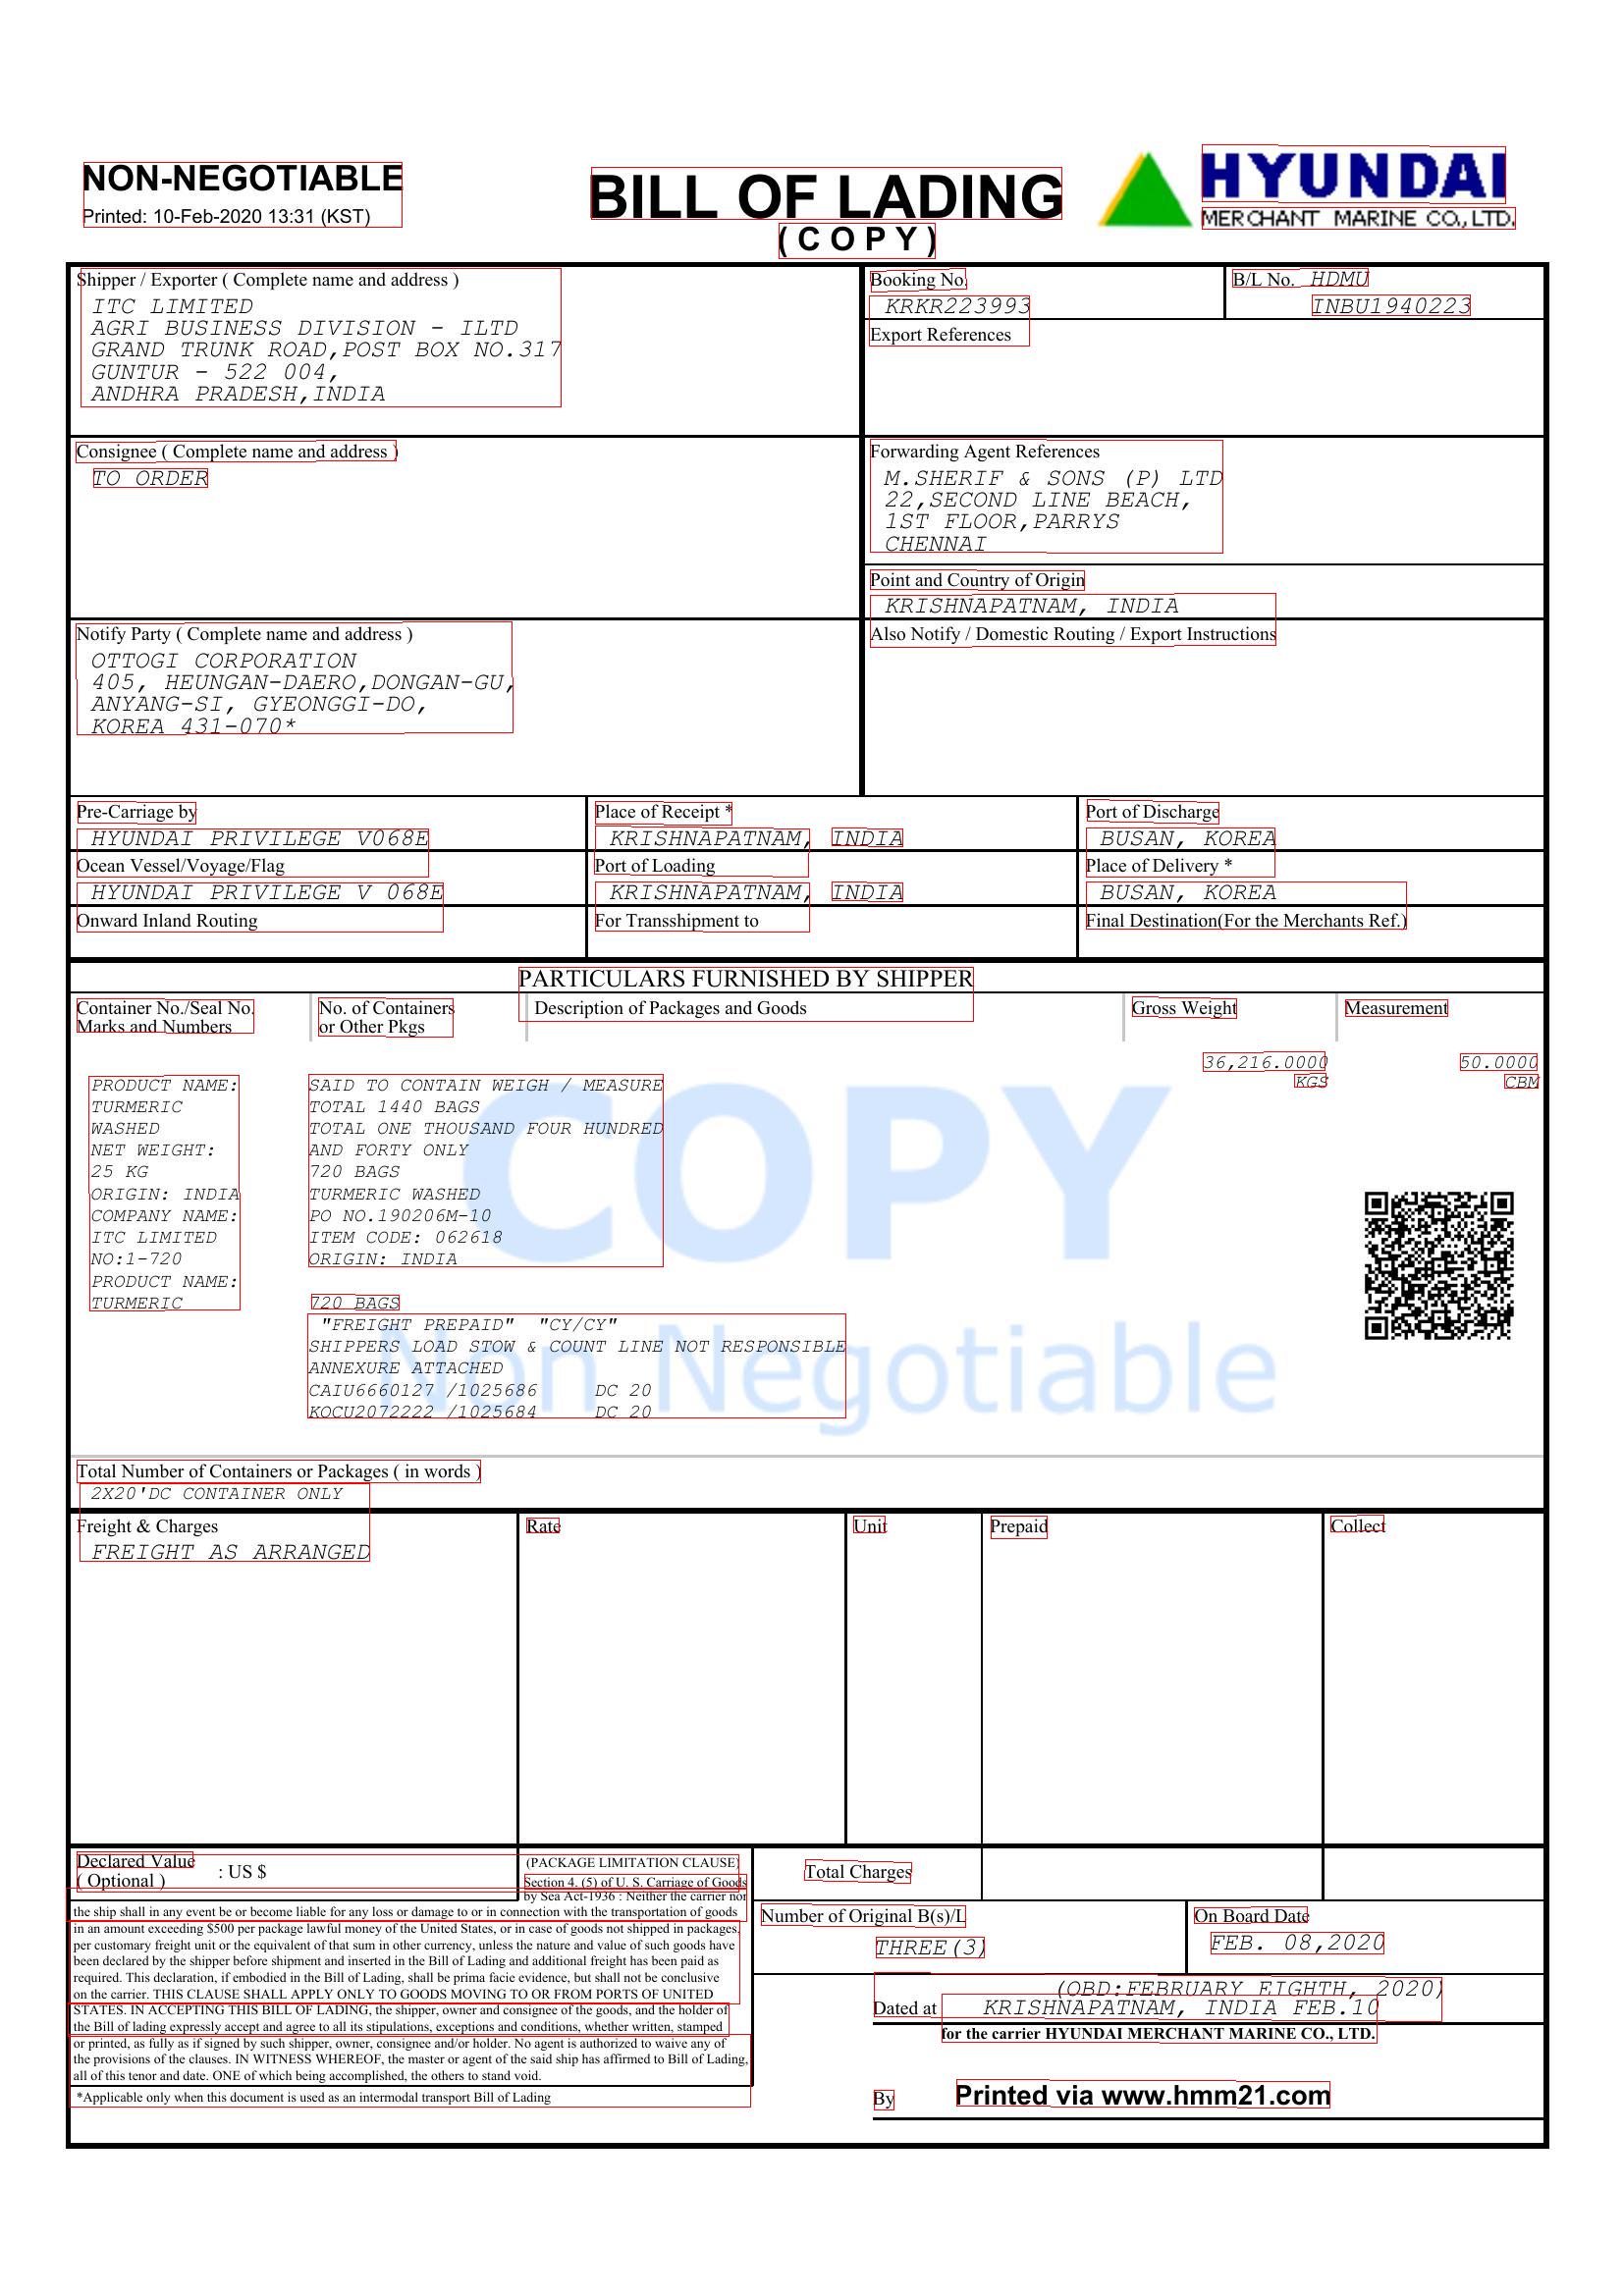 NON-NEGOTIABLE
Printed: 10-Feb-2020 13:31 (KST)
BILL OF LADING
(COPY)
HYUNDAI
MERCHANT MARINE CO., LTD.
Shipper / Exporter ( Complete name and address )
ITC LIMITED
AGRI BUSINESS DIVISION - ILTD
GRAND TRUNK ROAD,POST BOX NO.317
GUNTUR - 522 004,
ANDHRA PRADESH,INDIA
Booking No.
KRKR223993
B/L No. HDMU
INBU1940223
Export References
Consignee ( Complete name and address )
TO ORDER
Forwarding Agent References
M.SHERIF & SONS (P) LTD
22,SECOND LINE BEACH,
1ST FLOOR,PARRYS
CHENNAI
Point and Country of Origin
KRISHNAPATNAM, INDIA
Notify Party ( Complete name and address )
OTTOGI CORPORATION
405, HEUNGAN-DAERO,DONGAN-GU,
ANYANG-SI, GYEONGGI-DO,
KOREA 431-070*
Also Notify / Domestic Routing / Export Instructions
Pre-Carriage by
HYUNDAI PRIVILEGE V068E
Place of Receipt *
KRISHNAPATNAM, INDIA
Port of Discharge
BUSAN, KOREA
Ocean Vessel/Voyage/Flag
HYUNDAI PRIVILEGE V 068E
Port of Loading
KRISHNAPATNAM, INDIA
Place of Delivery *
BUSAN, KOREA
Onward Inland Routing
For Transshipment to
Final Destination(For the Merchants Ref.)
PARTICULARS FURNISHED BY SHIPPER
Container No./Seal No.
Marks and Numbers
No. of Containers
or Other Pkgs
Description of Packages and Goods
Gross Weight
Measurement
36,216.0000
KGS
50.0000
CBM
PRODUCT NAME:
TURMERIC
WASHED
NET WEIGHT:
25 KG
ORIGIN: INDIA
COMPANY NAME:
ITC LIMITED
NO:1-720
PRODUCT NAME:
TURMERIC
SAID TO CONTAIN WEIGH / MEASURE
TOTAL 1440 BAGS
TOTAL ONE THOUSAND FOUR HUNDRED
AND FORTY ONLY
720 BAGS
TURMERIC WASHED
PO NO.190206M-10
ITEM CODE: 062618
ORIGIN: INDIA
720 BAGS
"FREIGHT PREPAID" "CY/CY"
SHIPPERS LOAD STOW & COUNT LINE NOT RESPONSIBLE
ANNEXURE ATTACHED
CAIU6660127 /1025686 DC 20
KOCU2072222 /1025684 DC 20
COPY
Non Negotiable
Total Number of Containers or Packages ( in words )
2X20'DC CONTAINER ONLY
Freight & Charges
FREIGHT AS ARRANGED
Rate
Unit
Prepaid
Collect
Declared Value
( Optional )
: US $
(PACKAGE LIMITATION CLAUSE)
Section 4. (5) of U. S. Carriage of Goods
by Sea Act-1936 : Neither the carrier nor
the ship shall in any event be or become liable for any loss or damage to or in connection with the transportation of goods
in an amount exceeding $500 per package lawful money of the United States, or in case of goods not shipped in packages,
per customary freight unit or the equivalent of that sum in other currency, unless the nature and value of such goods have
been declared by the shipper before shipment and inserted in the Bill of Lading and additional freight has been paid as
required. This declaration, if embodied in the Bill of Lading, shall be prima facie evidence, but shall not be conclusive
on the carrier. THIS CLAUSE SHALL APPLY ONLY TO GOODS MOVING TO OR FROM PORTS OF UNITED
STATES. IN ACCEPTING THIS BILL OF LADING, the shipper, owner and consignee of the goods, and the holder of
the Bill of lading expressly accept and agree to all its stipulations, exceptions and conditions, whether written, stamped
or printed, as fully as if signed by such shipper, owner, consignee and/or holder. No agent is authorized to waive any of
the provisions of the clauses. IN WITNESS WHEREOF, the master or agent of the said ship has affirmed to Bill of Lading,
all of this tenor and date. ONE of which being accomplished, the others to stand void.
*Applicable only when this document is used as an intermodal transport Bill of Lading
Total Charges
Number of Original B(s)/L
THREE(3)
On Board Date
FEB. 08,2020
(OBD:FEBRUARY EIGHTH, 2020)
Dated at KRISHNAPATNAM, INDIA FEB.10
for the carrier HYUNDAI MERCHANT MARINE CO., LTD.
By Printed via www.hmm21.com